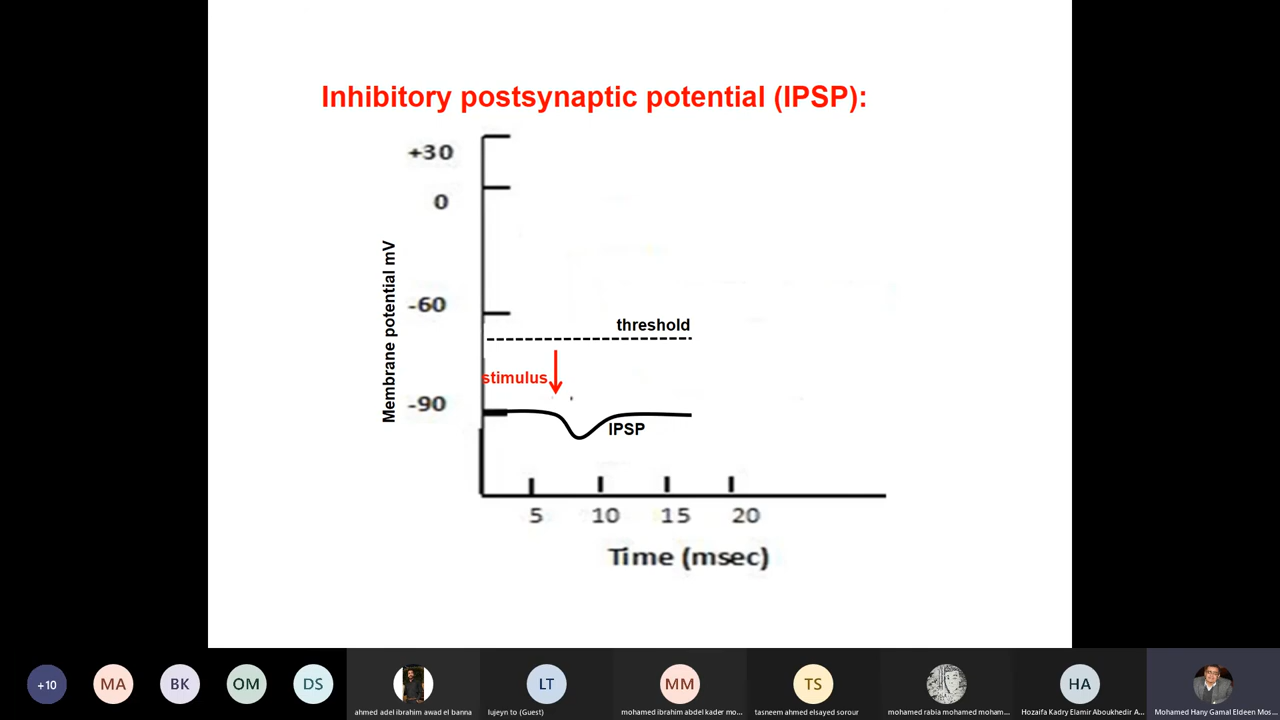 Inhibitory postsynaptic potential (IPSP):
+30
0
Membrane potential mV
-60
threshold
stimulus
-90
IPSP
5 10 15 20
Time (msec)
+10 MA BK OM DS LT MM TS HA
ahmed adel ibrahim awad el banna lujeyn to (Guest) mohamed ibrahim abdel kader mo... tasneem ahmed elsayed sorour mohamed rabia mohamed moham... Hozaifa Kadry Elamir Aboukhedir A... Mohamed Hany Gamal Eldeen Mos...